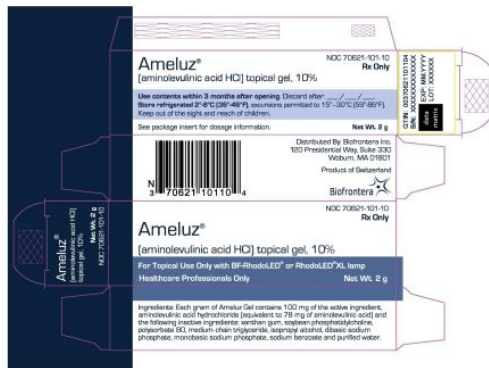 Ameluz®
NDC 70621-101-10
Rx Only
(aminolevulinic acid HCl) topical gel, 10%
Use contents within 3 months after opening. Discard after: ___ / ___ / ___.
Store refrigerated 2°-8°C (36°-46°F), excursions permitted to 15°-30°C (59°-86°F).
Keep out of the sight and reach of children.
See package insert for dosage information.
Net Wt. 2 g
GTIN: 00370621101104
S/N: XXXXXXXXXXXXX
EXP: MM.YYYY
LOT: XXXXXX
data
matrix
Distributed By: Biofrontera Inc.
120 Presidential Way, Suite 330
Woburn, MA 01801
Product of Switzerland
N
3 70621 10110 4
Biofrontera
Ameluz®
(aminolevulinic acid HCl)
topical gel, 10%
Net Wt. 2 g
NDC 70621-101-10
NDC 70621-101-10
Rx Only
Ameluz®
(aminolevulinic acid HCl) topical gel, 10%
For Topical Use Only with BF-RhodoLED® or RhodoLED®XL lamp
Healthcare Professionals Only
Net Wt. 2 g
Ingredients: Each gram of Ameluz Gel contains 100 mg of the active ingredient,
aminolevulinic acid hydrochloride (equivalent to 78 mg of aminolevulinic acid) and
the following inactive ingredients: xanthan gum, soybean phosphatidylcholine,
polysorbate 80, medium-chain triglyceride, isopropyl alcohol, dibasic sodium
phosphate, monobasic sodium phosphate, sodium benzoate and purified water.